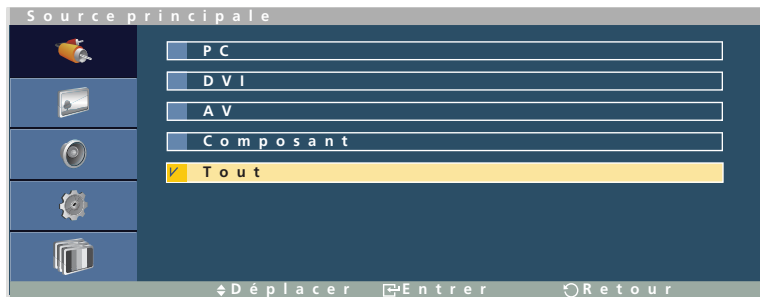 Source principale
PC
DVI
AV
Composant
Tout
Déplacer Entrer Retour